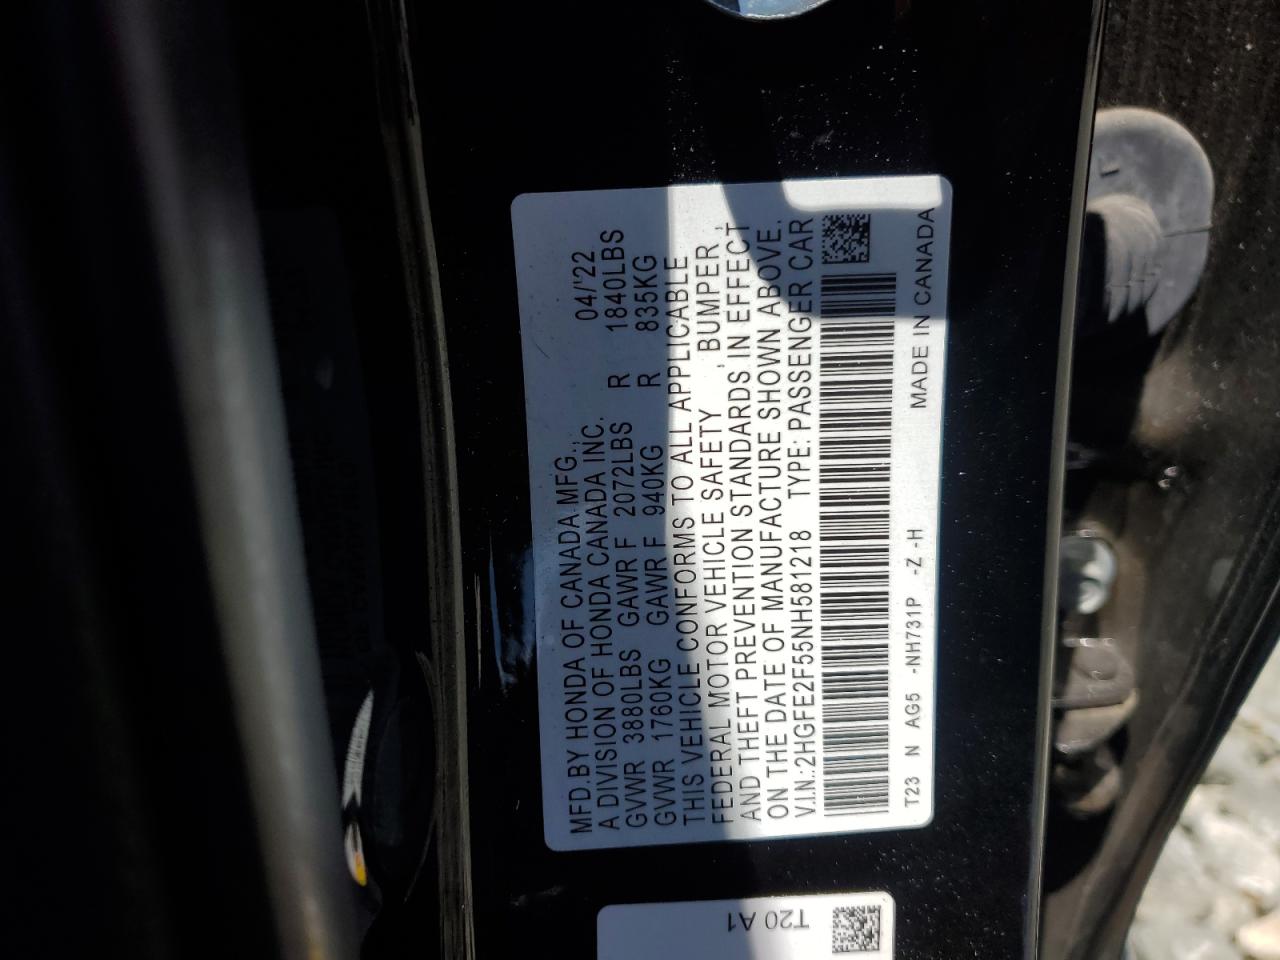 MFD.BY HONDA OF CANADA MFG., 04/'22
A DIVISION OF HONDA CANADA INC.
GVWR 3880LBS GAWR F 2072LBS R 1840LBS
GVWR 1760KG GAWR F 940KG R 835KG
THIS VEHICLE CONFORMS TO ALL APPLICABLE
FEDERAL MOTOR VEHICLE SAFETY , BUMPER ,
AND THEFT PREVENTION STANDARDS IN EFFECT
ON THE DATE OF MANUFACTURE SHOWN ABOVE.
V.I.N.:2HGFE2F55NH581218 TYPE: PASSENGER CAR
T23 N AG5 -NH731P -Z -H MADE IN CANADA
T20 A1